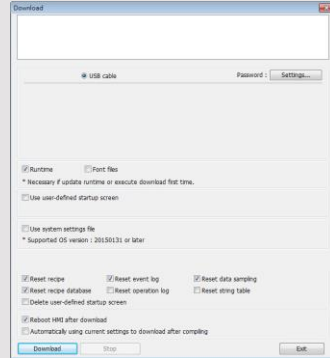 Download
USB cable Password : Settings...
Runtime Font files
* Necessary if update runtime or execute download first time.
Use user-defined startup screen
Use system settings file
* Supported OS version : 20150131 or later
Reset recipe Reset event log Reset data sampling
Reset recipe database Reset operation log Reset string table
Delete user-defined startup screen
Reboot HMI after download
Automatically using current settings to download after compiling
Download Stop Exit